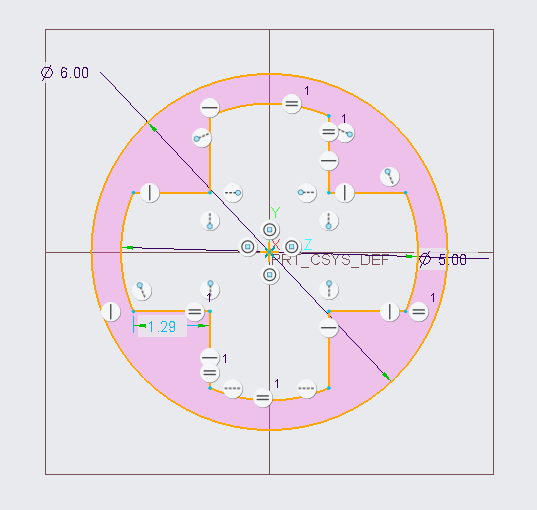 Ø 6.00
1
1
Y
X Z
PRT_CSYS_DEF
Ø 5.00
1
1
1.29
1
1